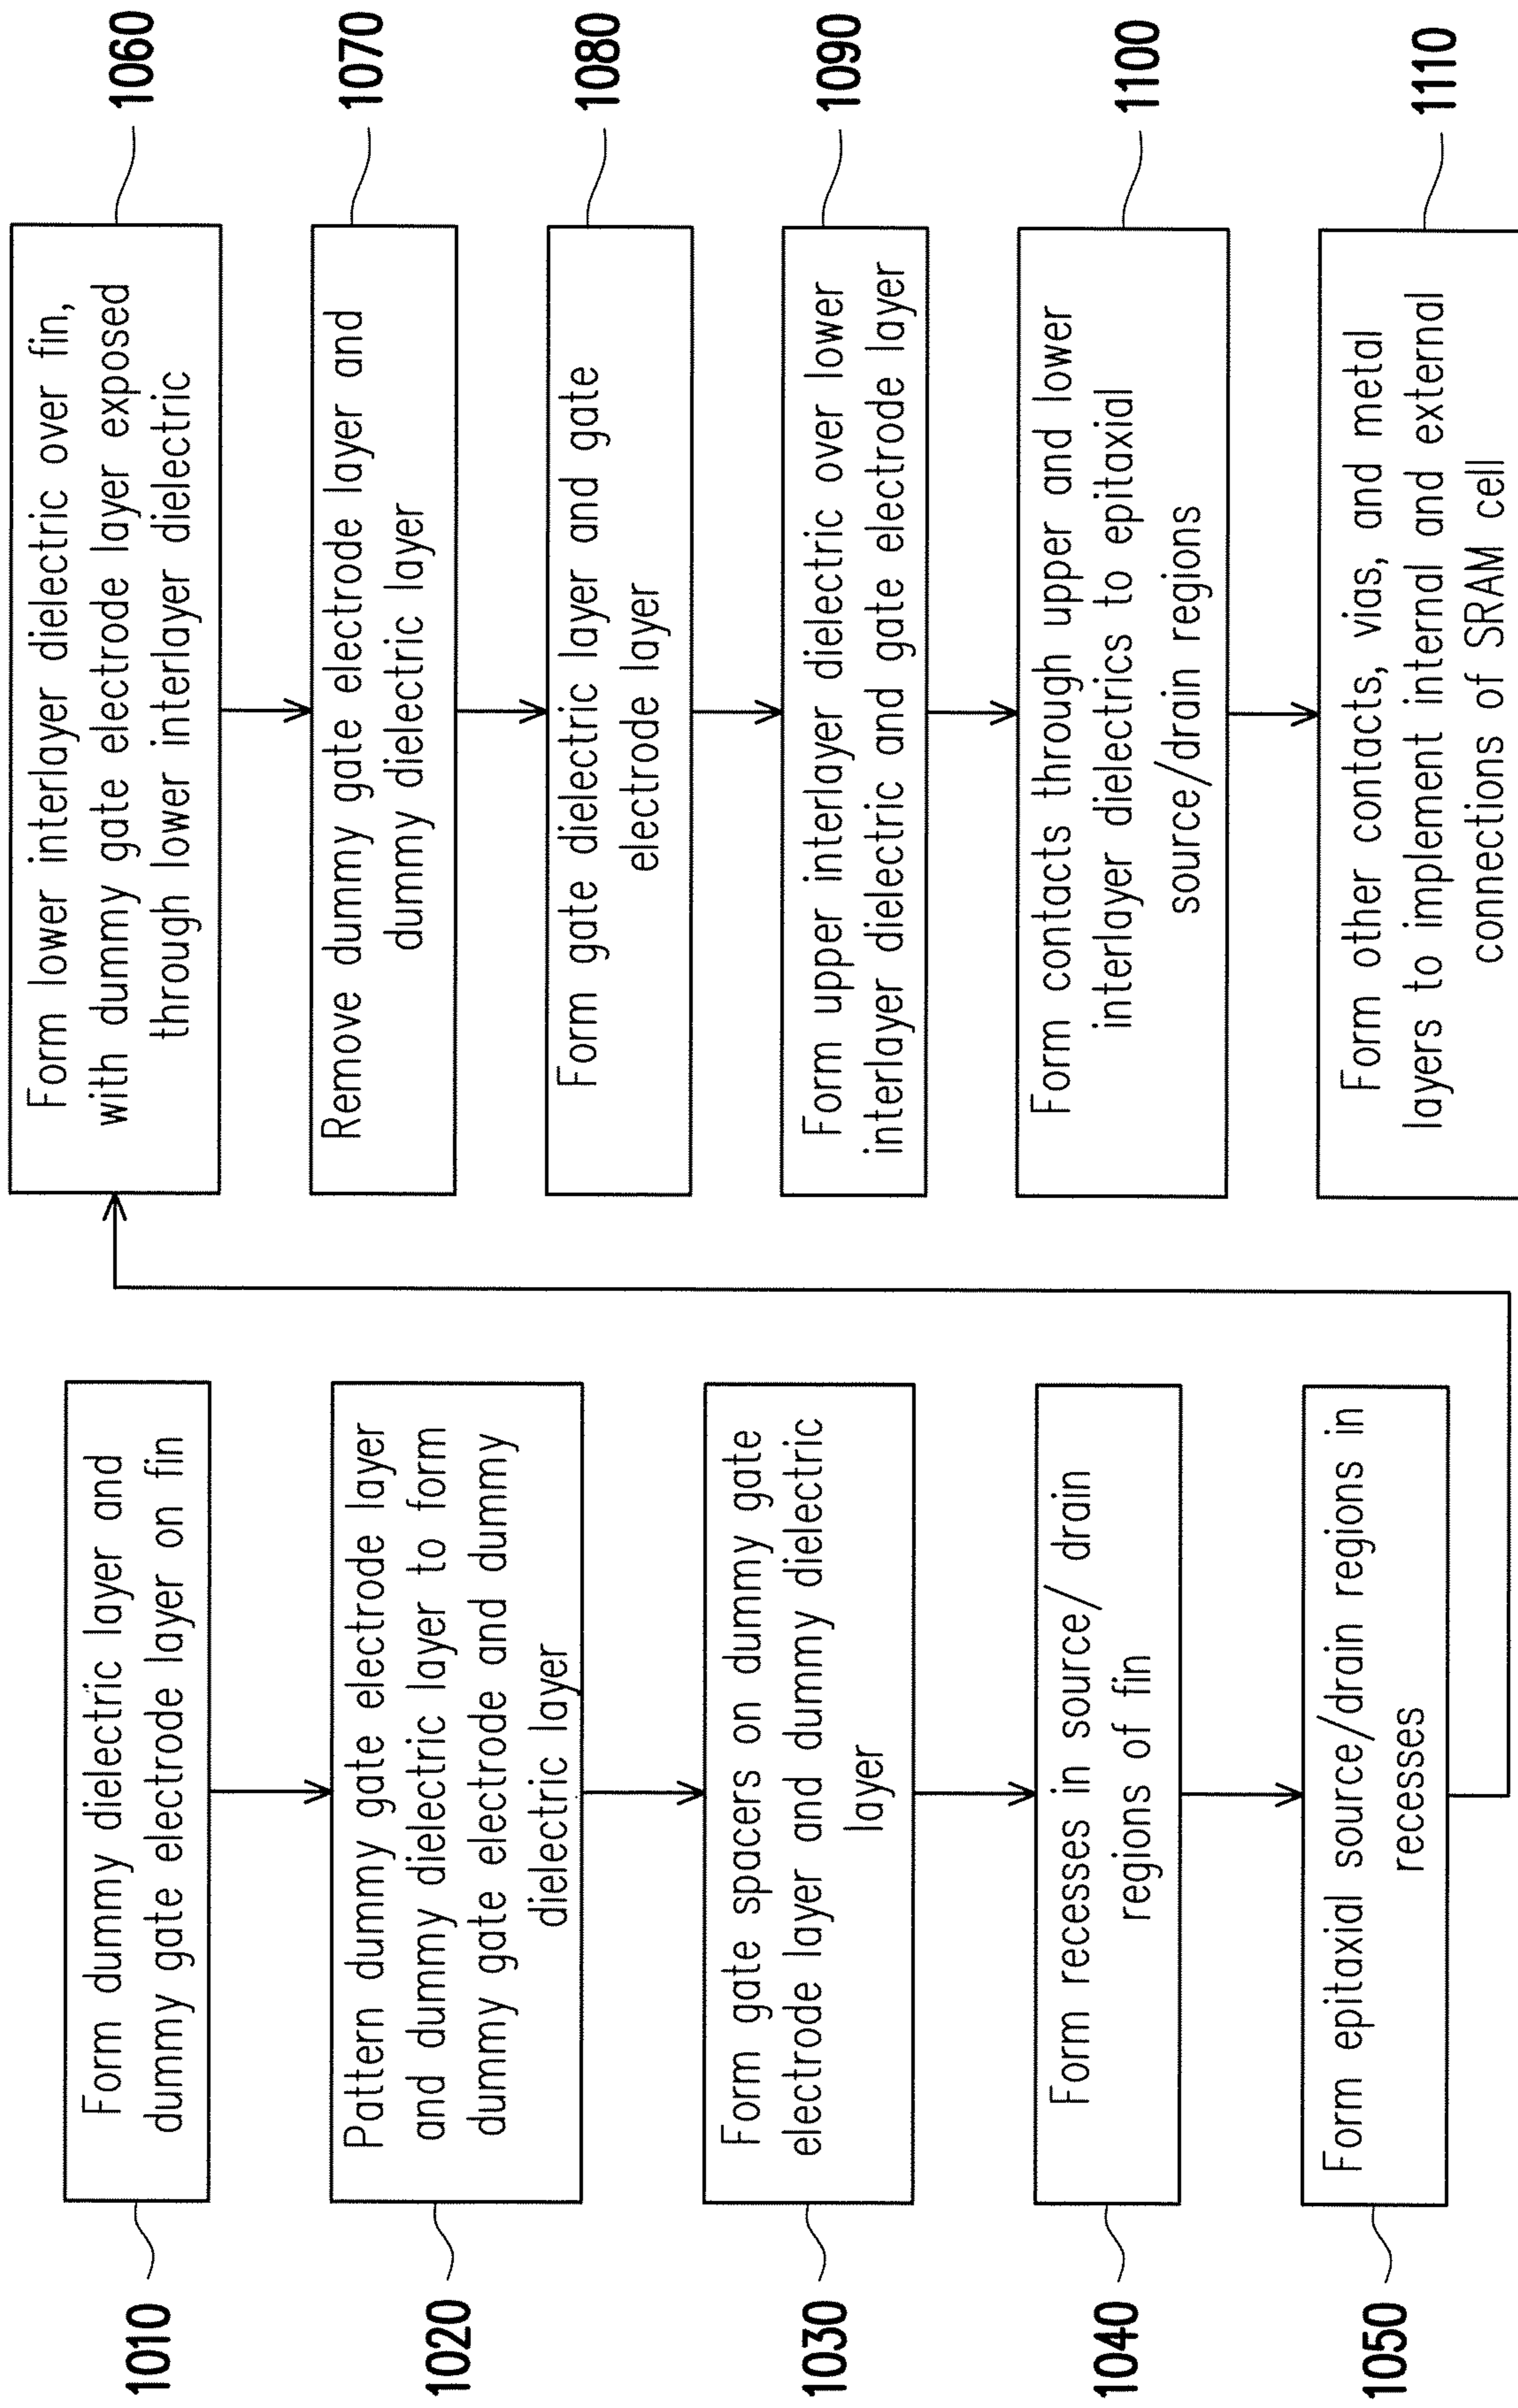 1010
Form dummy dielectric layer and
dummy gate electrode layer on fin
1020
Pattern dummy gate electrode layer
and dummy dielectric layer to form
dummy gate electrode and dummy
dielectric layer
1030
Form gate spacers on dummy gate
electrode layer and dummy dielectric
layer
1040
Form recesses in source/ drain
regions of fin
1050
Form epitaxial source/drain regions in
recesses
1060
Form lower interlayer dielectric over fin,
with dummy gate electrode layer exposed
through lower interlayer dielectric
1070
Remove dummy gate electrode layer and
dummy dielectric layer
1080
Form gate dielectric layer and gate
electrode layer
1090
Form upper interlayer dielectric over lower
interlayer dielectric and gate electrode layer
1100
Form contacts through upper and lower
interlayer dielectrics to epitaxial
source/drain regions
1110
Form other contacts, vias, and metal
layers to implement internal and external
connections of SRAM cell